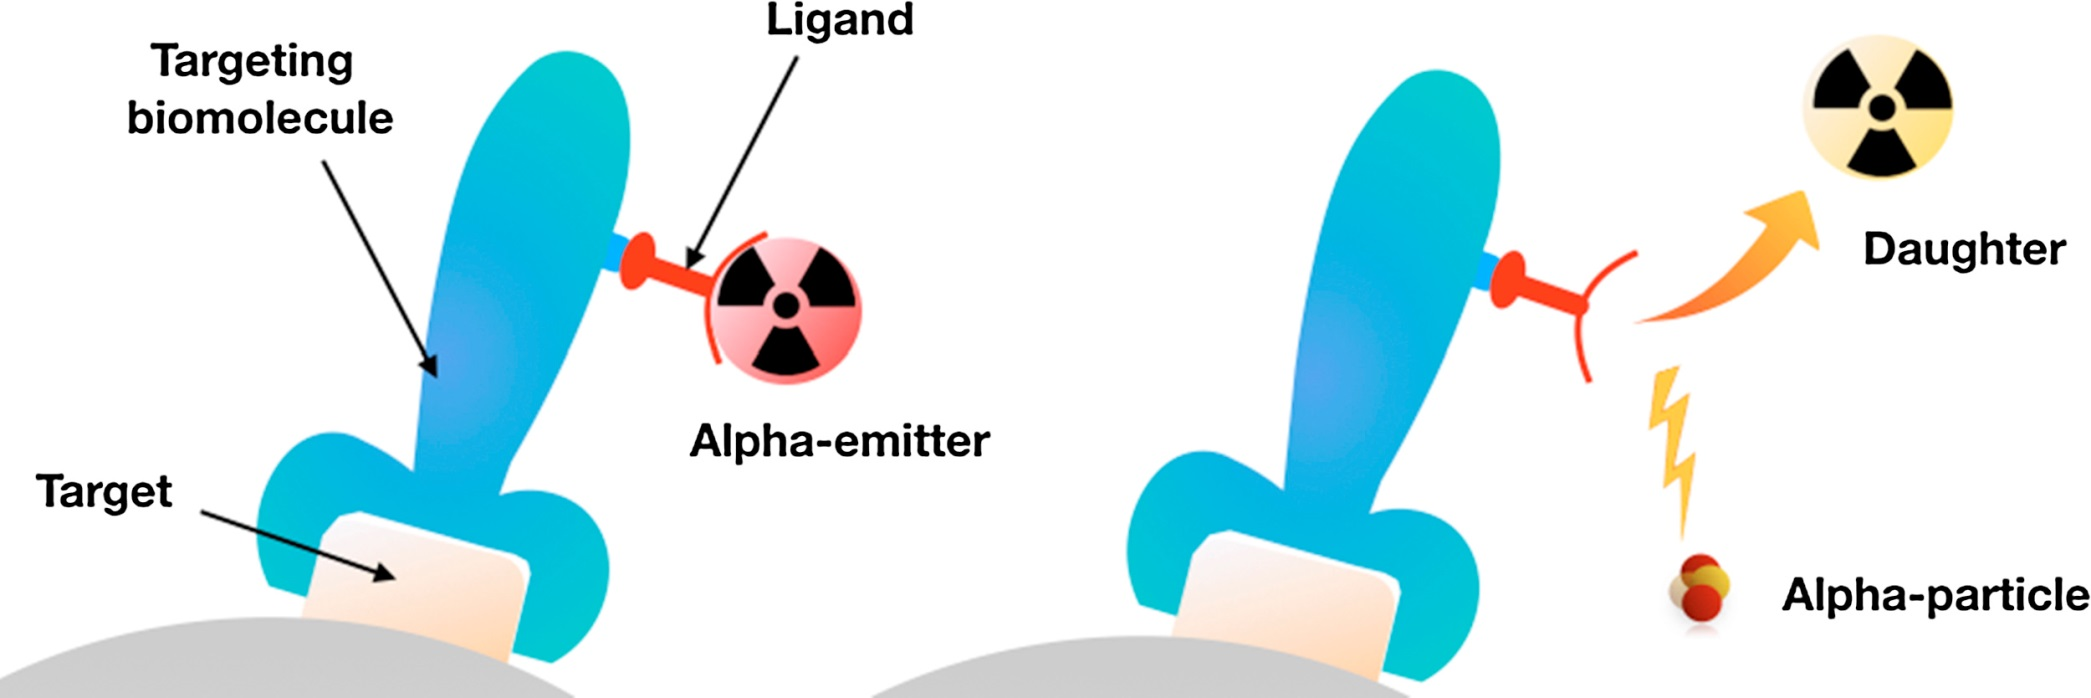 Targeting
biomolecule
Ligand
Alpha-emitter
Target
Daughter
Alpha-particle